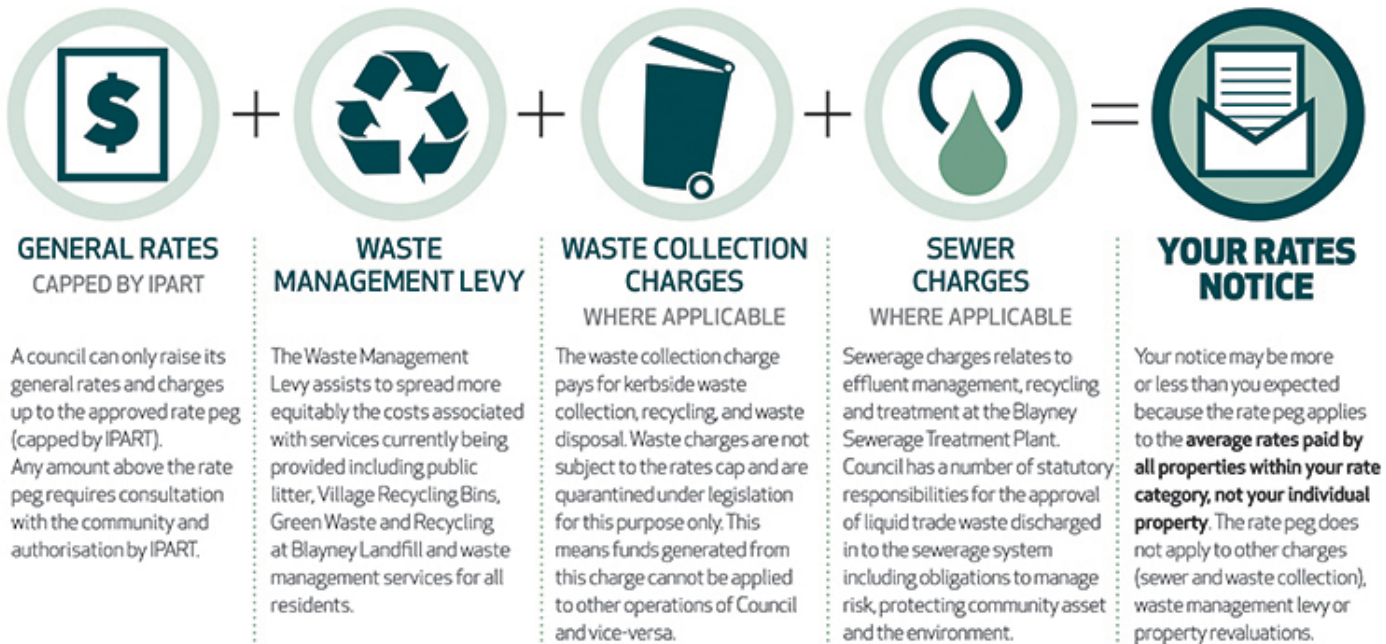 GENERAL RATES
CAPPED BY IPART
A council can only raise its
general rates and charges
up to the approved rate peg
(capped by IPART).
Any amount above the rate
peg requires consultation
with the community and
authorisation by IPART.
WASTE
MANAGEMENT LEVY
The Waste Management
Levy assists to spread more
equitably the costs associated
with services currently being
provided including public
litter, Village Recycling Bins,
Green Waste and Recycling
at Blayney Landfill and waste
management services for all
residents.
WASTE COLLECTION
CHARGES
WHERE APPLICABLE
The waste collection charge
pays for kerbside waste
collection, recycling, and waste
disposal. Waste charges are not
subject to the rates cap and are
quarantined under legislation
for this purpose only. This
means funds generated from
this charge cannot be applied
to other operations of Council
and vice-versa.
SEWER
CHARGES
WHERE APPLICABLE
Sewerage charges relates to
effluent management, recycling
and treatment at the Blayney
Sewerage Treatment Plant.
Council has a number of statutory
responsibilities for the approval
of liquid trade waste discharged
in to the sewerage system
including obligations to manage
risk, protecting community asset
and the environment.
YOUR RATES
NOTICE
Your notice may be more
or less than you expected
because the rate peg applies
to the average rates paid by
all properties within your rate
category, not your individual
property. The rate peg does
not apply to other charges
(sewer and waste collection),
waste management levy or
property revaluations.